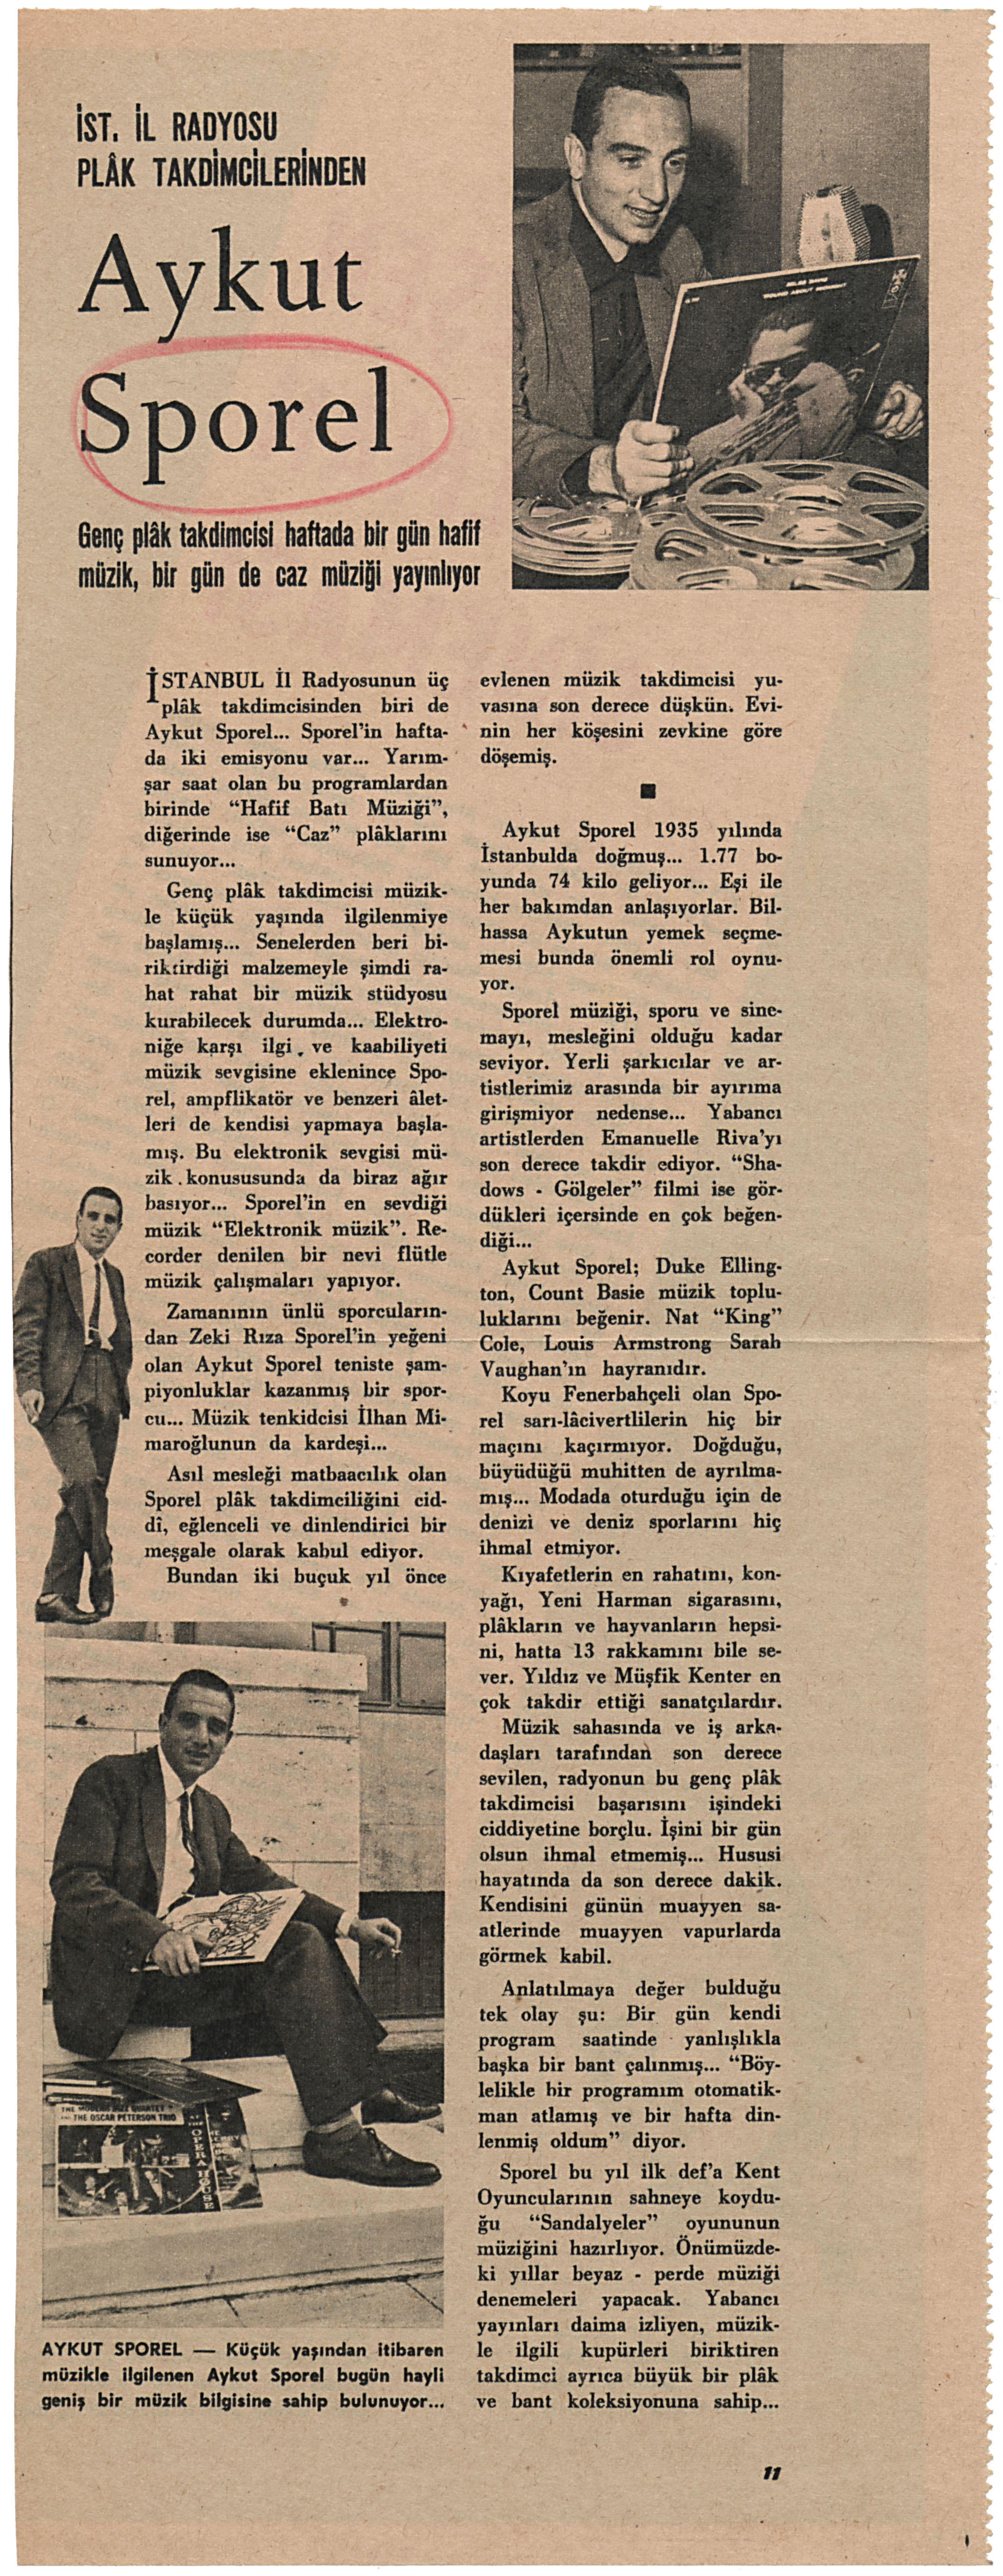 İST. İL RADYOSU
PLÂK TAKDİMCİLERİNDEN
Aykut
Sporel
Genç plâk takdimcisi haftada bir gün hafif
müzik, bir gün de caz müziği yayınlıyor
MILES DAVIS
'ROUND ABOUT MIDNIGHT
İSTANBUL İl Radyosunun üç
plâk takdimcisinden biri de
Aykut Sporel... Sporel'in hafta-
da iki emisyonu var... Yarım-
şar saat olan bu programlardan
birinde “Hafif Batı Müziği”,
diğerinde ise “Caz” plâklarını
sunuyor...
Genç plâk takdimcisi müzik-
le küçük yaşında ilgilenmiye
başlamış... Senelerden beri bi-
riktirdiği malzemeyle şimdi ra-
hat rahat bir müzik stüdyosu
kurabilecek durumda... Elektro-
niğe karşı ilgi ve kaabiliyeti
müzik sevgisine eklenince Spo-
rel, ampflikatör ve benzeri âlet-
leri de kendisi yapmaya başla-
mış. Bu elektronik sevgisi mü-
zik konususunda da biraz ağır
basıyor... Sporel'in en sevdiği
müzik “Elektronik müzik”. Re-
corder denilen bir nevi flütle
müzik çalışmaları yapıyor.
Zamanının ünlü sporcuların-
dan Zeki Rıza Sporel'in yeğeni
olan Aykut Sporel teniste şam-
piyonluklar kazanmış bir spor-
cu... Müzik tenkidcisi İlhan Mi-
maroğlunun da kardeşi...
Asıl mesleği matbaacılık olan
Sporel plâk takdimciliğini cid-
dî, eğlenceli ve dinlendirici bir
meşgale olarak kabul ediyor.
Bundan iki buçuk yıl önce
evlenen müzik takdimcisi yu-
vasına son derece düşkün. Evi-
nin her köşesini zevkine göre
döşemiş.
■
Aykut Sporel 1935 yılında
İstanbulda doğmuş... 1.77 bo-
yunda 74 kilo geliyor... Eşi ile
her bakımdan anlaşıyorlar. Bil-
hassa Aykutun yemek seçme-
mesi bunda önemli rol oynu-
yor.
Sporel müziği, sporu ve sine-
mayı, mesleğini olduğu kadar
seviyor. Yerli şarkıcılar ve ar-
tistlerimiz arasında bir ayırıma
girişmiyor nedense... Yabancı
artistlerden Emanuelle Riva'yı
son derece takdir ediyor. “Sha-
dows - Gölgeler” filmi ise gör-
dükleri içersinde en çok beğen-
diği...
Aykut Sporel; Duke Elling-
ton, Count Basie müzik toplu-
luklarını beğenir. Nat “King”
Cole, Louis Armstrong Sarah
Vaughan'ın hayranıdır.
Koyu Fenerbahçeli olan Spo-
rel sarı-lâcivertlilerin hiç bir
maçını kaçırmıyor. Doğduğu,
büyüdüğü muhitten de ayrılma-
mış... Modada oturduğu için de
denizi ve deniz sporlarını hiç
ihmal etmiyor.
Kıyafetlerin en rahatını, kon-
yağı, Yeni Harman sigarasını,
plâkların ve hayvanların hepsi-
ni, hatta 13 rakkamını bile se-
ver. Yıldız ve Müşfik Kenter en
çok takdir ettiği sanatçılardır.
Müzik sahasında ve iş arka-
daşları tarafından son derece
sevilen, radyonun bu genç plâk
takdimcisi başarısını işindeki
ciddiyetine borçlu. İşini bir gün
olsun ihmal etmemiş... Hususi
hayatında da son derece dakik.
Kendisini günün muayyen sa-
atlerinde muayyen vapurlarda
görmek kabil.
Anlatılmaya değer bulduğu
tek olay şu: Bir gün kendi
program saatinde yanlışlıkla
başka bir bant çalınmış... “Böy-
lelikle bir programım otomatik-
man atlamış ve bir hafta din-
lenmiş oldum” diyor.
Sporel bu yıl ilk def'a Kent
Oyuncularının sahneye koydu-
ğu “Sandalyeler” oyununun
müziğini hazırlıyor. Önümüzde-
ki yıllar beyaz - perde müziği
denemeleri yapacak. Yabancı
yayınları daima izliyen, müzik-
le ilgili kupürleri biriktiren
takdimci ayrıca büyük bir plâk
ve bant koleksiyonuna sahip...
THE MODERN JAZZ QUARTET
THE OSCAR PETERSON TRIO
AT THE
OPERA HOUSE
AYKUT SPOREL — Küçük yaşından itibaren
müzikle ilgilenen Aykut Sporel bugün hayli
geniş bir müzik bilgisine sahip bulunuyor...
11